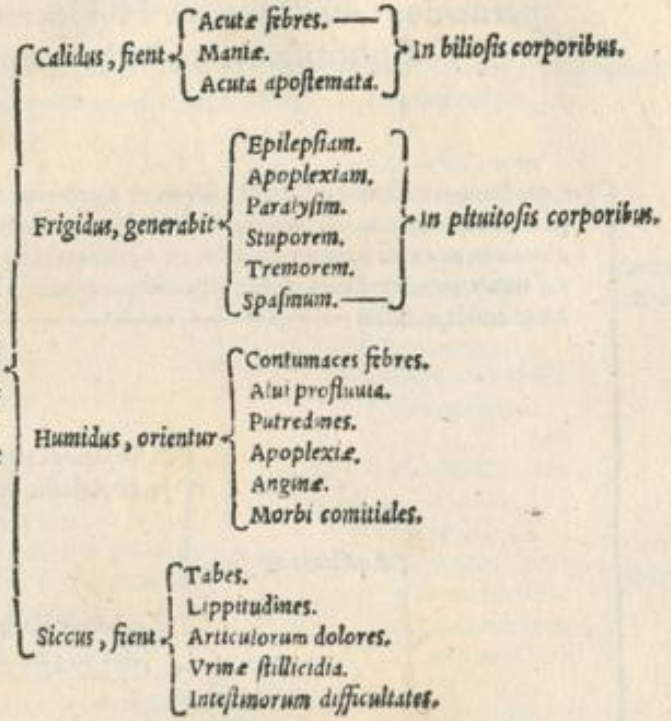 Calidus, fient
Acutæ febres.
Maniæ.
Acuta apostemata.
In biliosis corporibus.
Frigidus, generabit
Epilepsiam.
Apoplexiam.
Paralysim.
Stuporem.
Tremorem.
Spasmum.
In pituitosis corporibus.
Humidus, orientur
Contumaces febres.
Alui profluuia.
Putredines.
Apoplexiæ.
Anginæ.
Morbi comitiales.
Siccus, fient
Tabes.
Lippitudines.
Articulorum dolores.
Vrinæ stillicidia.
Intestinorum difficultates.